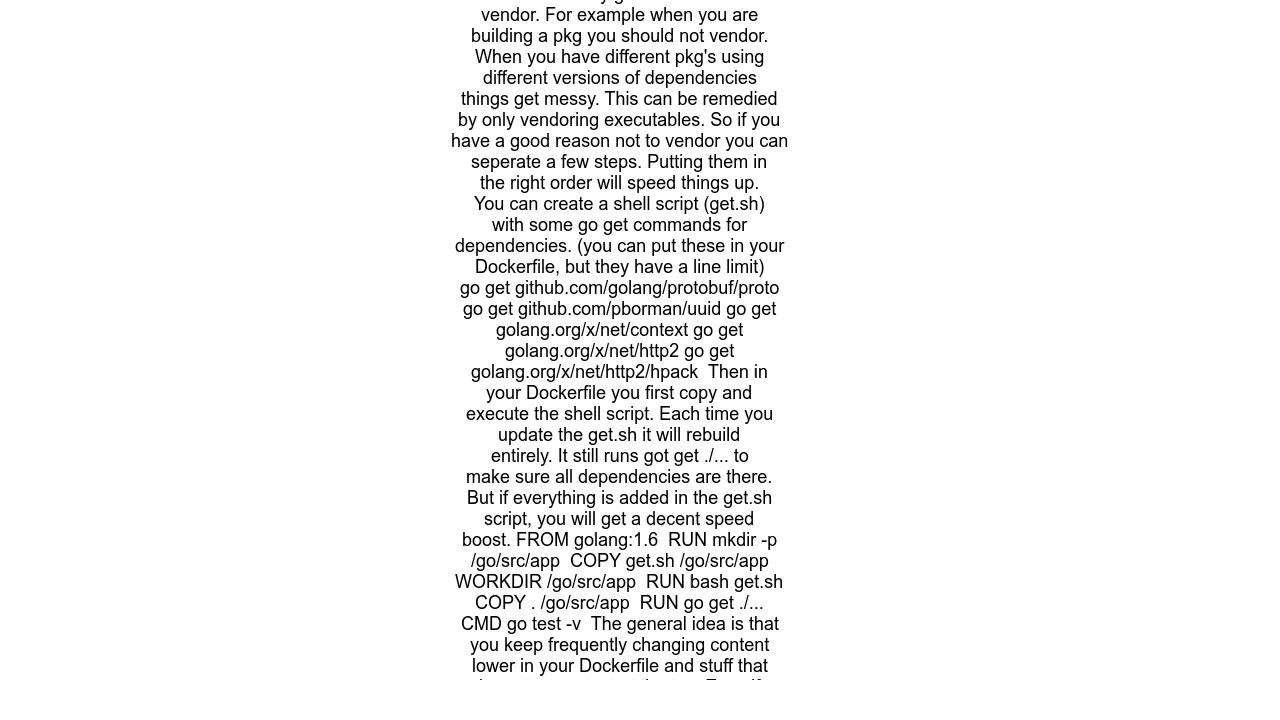 vendor. For example when you are
building a pkg you should not vendor.
When you have different pkg's using
different versions of dependencies
things get messy. This can be remedied
by only vendoring executables. So if you
have a good reason not to vendor you can
seperate a few steps. Putting them in
the right order will speed things up.
You can create a shell script (get.sh)
with some go get commands for
dependencies. (you can put these in your
Dockerfile, but they have a line limit)
go get github.com/golang/protobuf/proto
go get github.com/pborman/uuid go get
golang.org/x/net/context go get
golang.org/x/net/http2 go get
golang.org/x/net/http2/hpack  Then in
your Dockerfile you first copy and
execute the shell script. Each time you
update the get.sh it will rebuild
entirely. It still runs got get ./... to
make sure all dependencies are there.
But if everything is added in the get.sh
script, you will get a decent speed
boost. FROM golang:1.6  RUN mkdir -p
/go/src/app  COPY get.sh /go/src/app
WORKDIR /go/src/app  RUN bash get.sh
COPY . /go/src/app  RUN go get ./...
CMD go test -v  The general idea is that
you keep frequently changing content
lower in your Dockerfile and stuff that